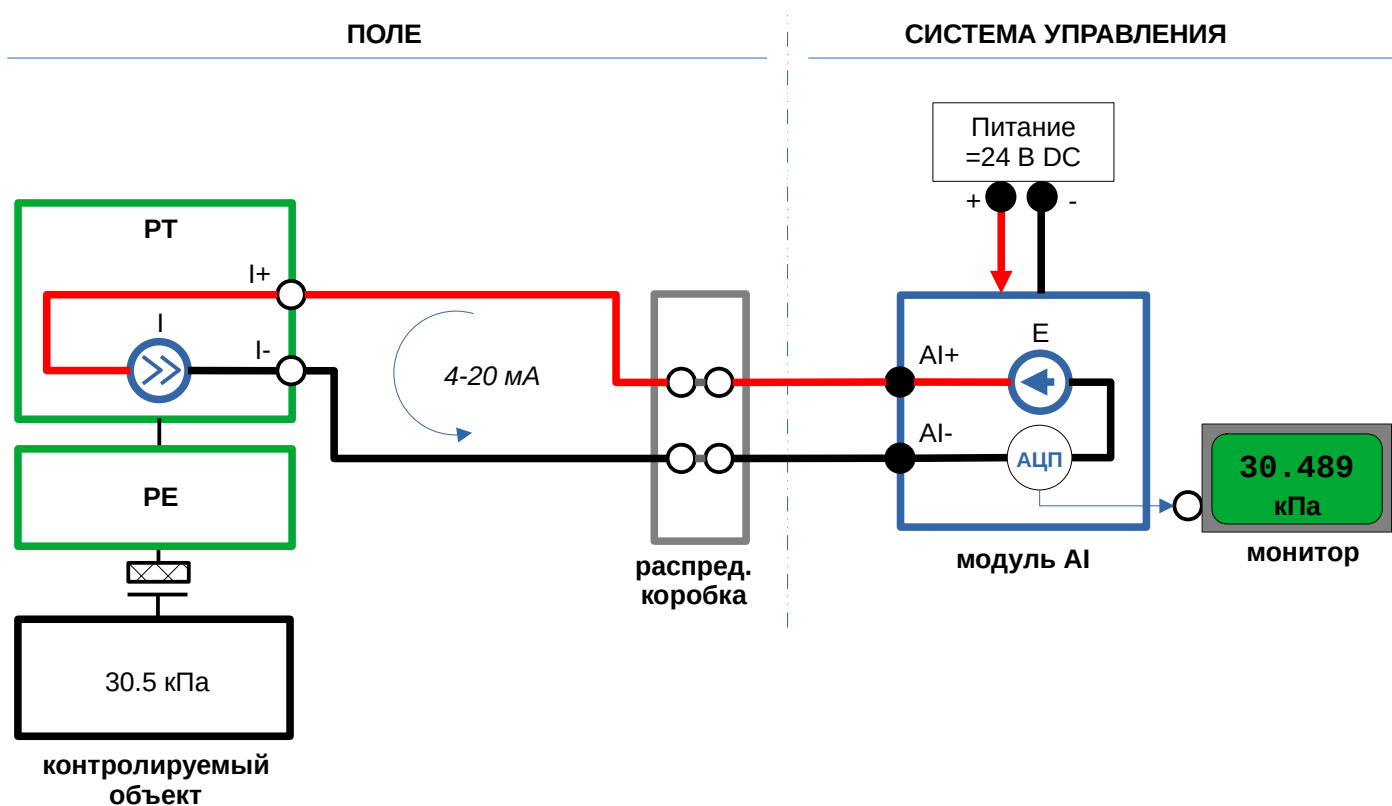 ПОЛЕ
СИСТЕМА УПРАВЛЕНИЯ
Питание
=24 В DC
+
-
PT
I+
I
I-
4-20 мА
AI+
E
AI-
АЦП
30.489
кПа
PE
распред.
коробка
модуль AI
монитор
30.5 кПа
контролируемый
объект